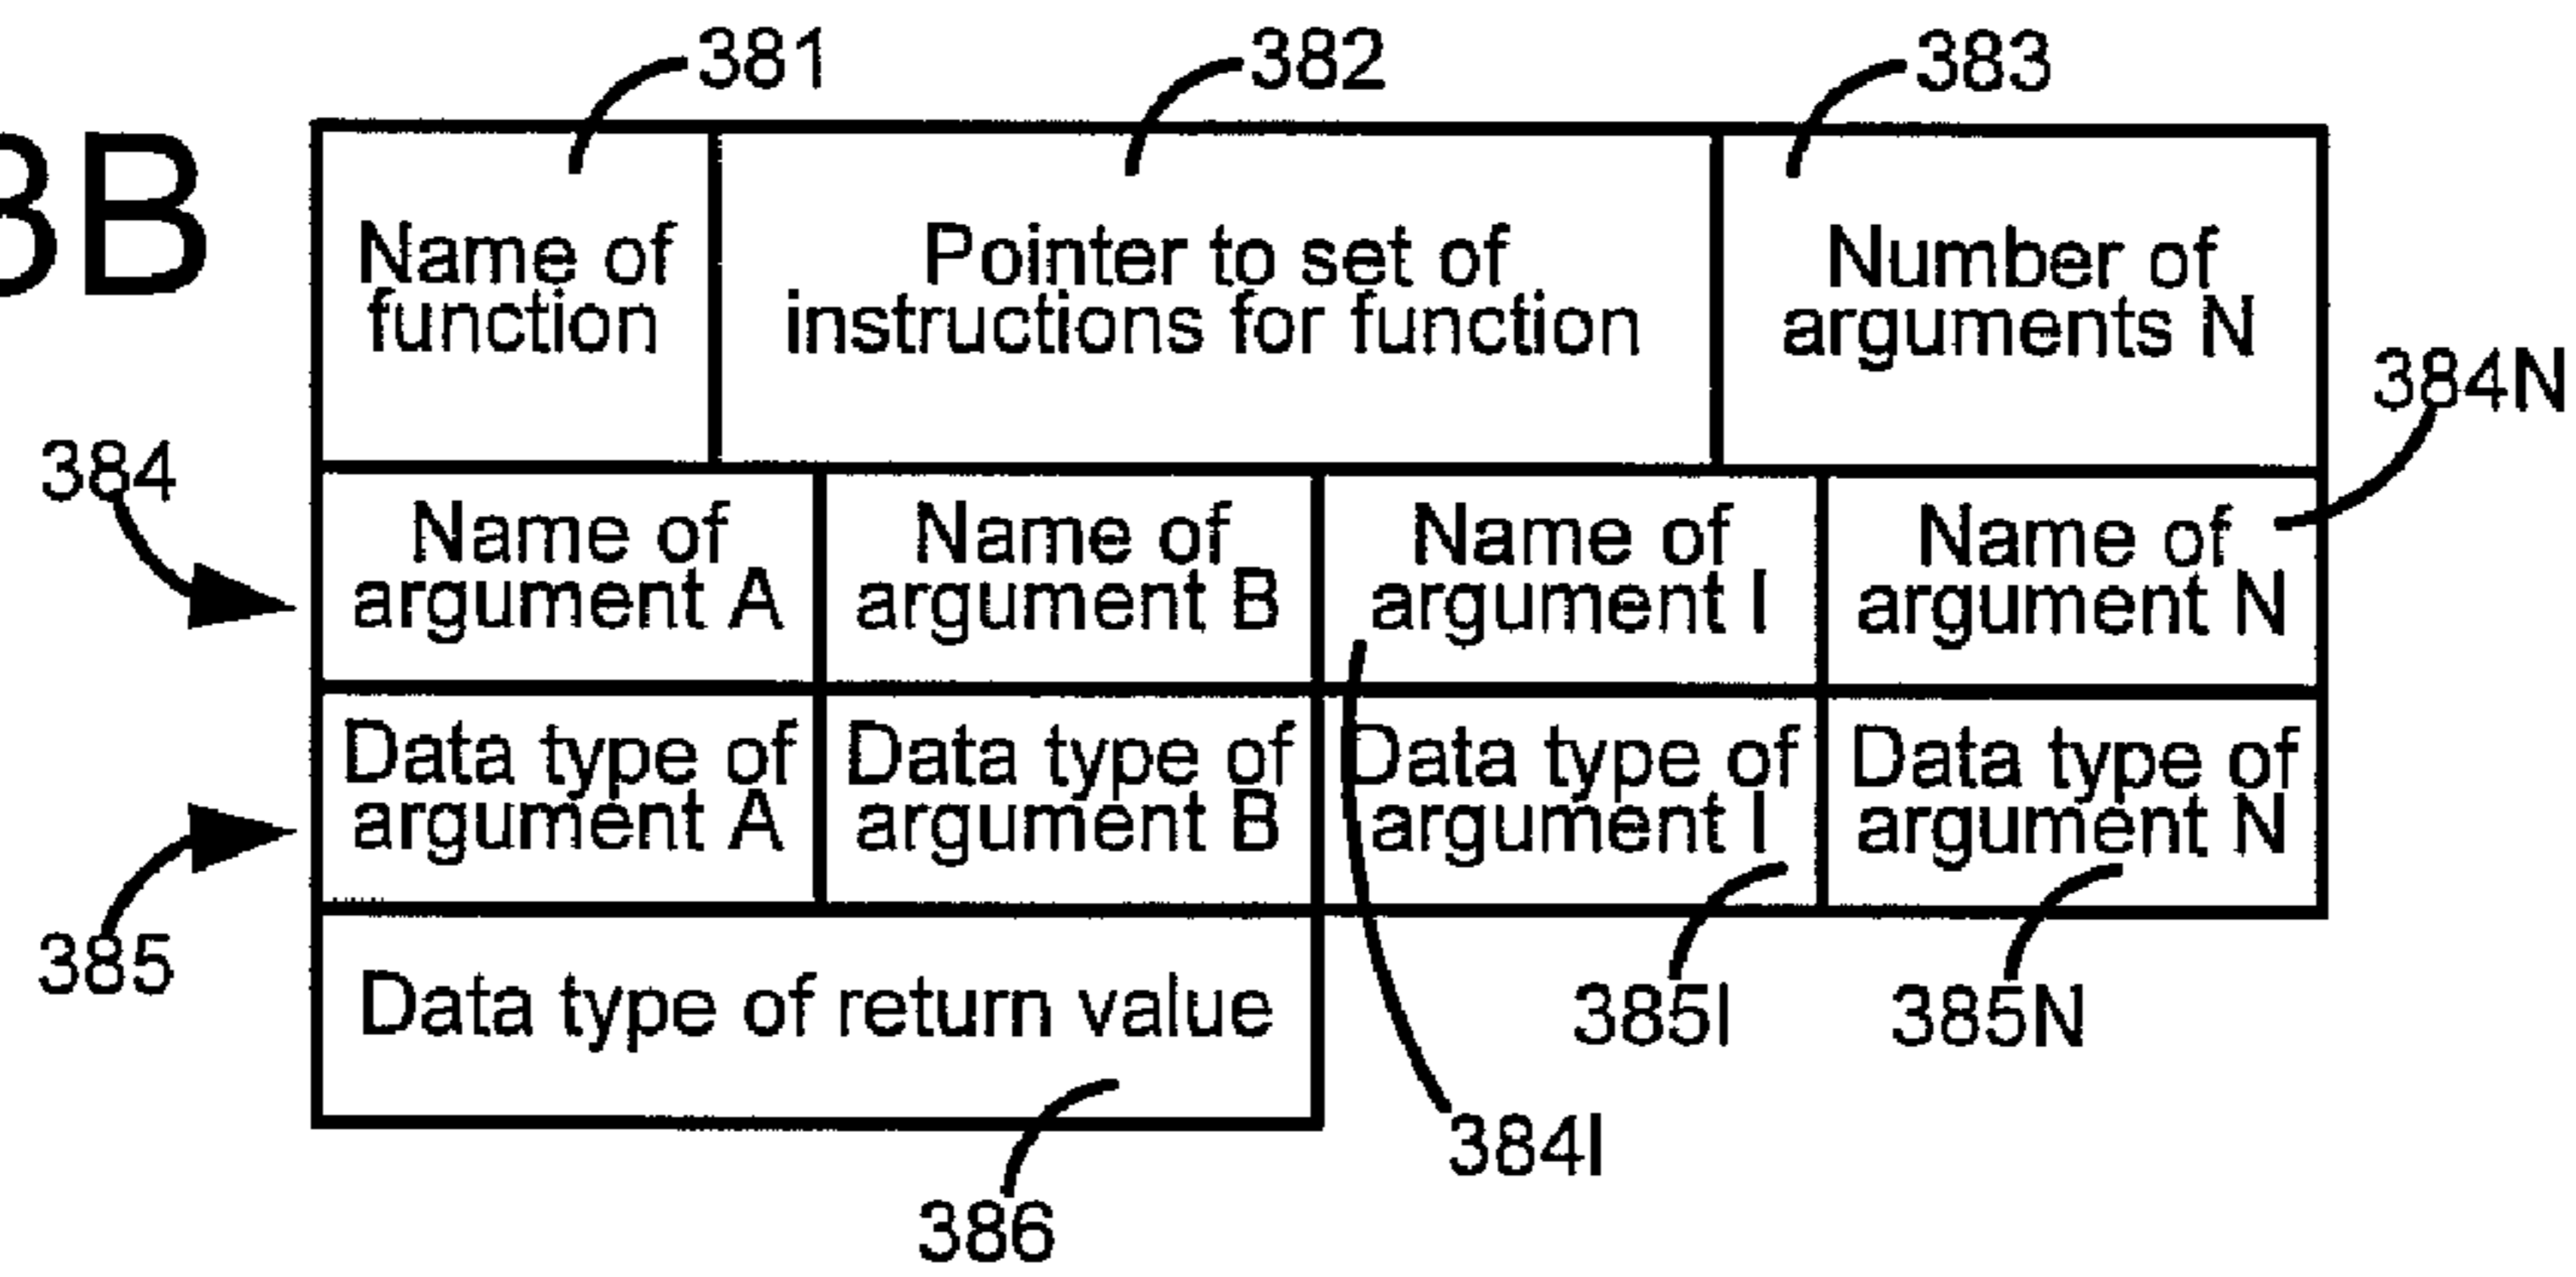 381
382
383
3B
Name of
function
Pointer to set of
instructions for function
Number of
arguments N
384N
384
Name of
argument A
Name of
argument B
Name of
argument I
Name of
argument N
Data type of
argument A
Data type of
argument B
Data type of
argument I
Data type of
argument N
385
Data type of return value
385I
385N
384I
386